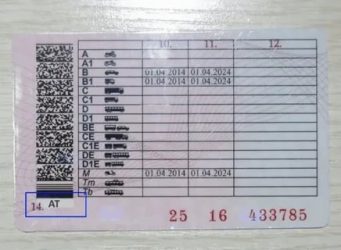 10. 11. 12.
A
A1
B 01.04.2014 01.04.2024
B1 01.04.2014 01.04.2024
C
C1
D
D1
BE
CE
C1E
DE
D1E
M 01.04.2014 01.04.2024
Tm
Tb
14. AT
25 16 433785